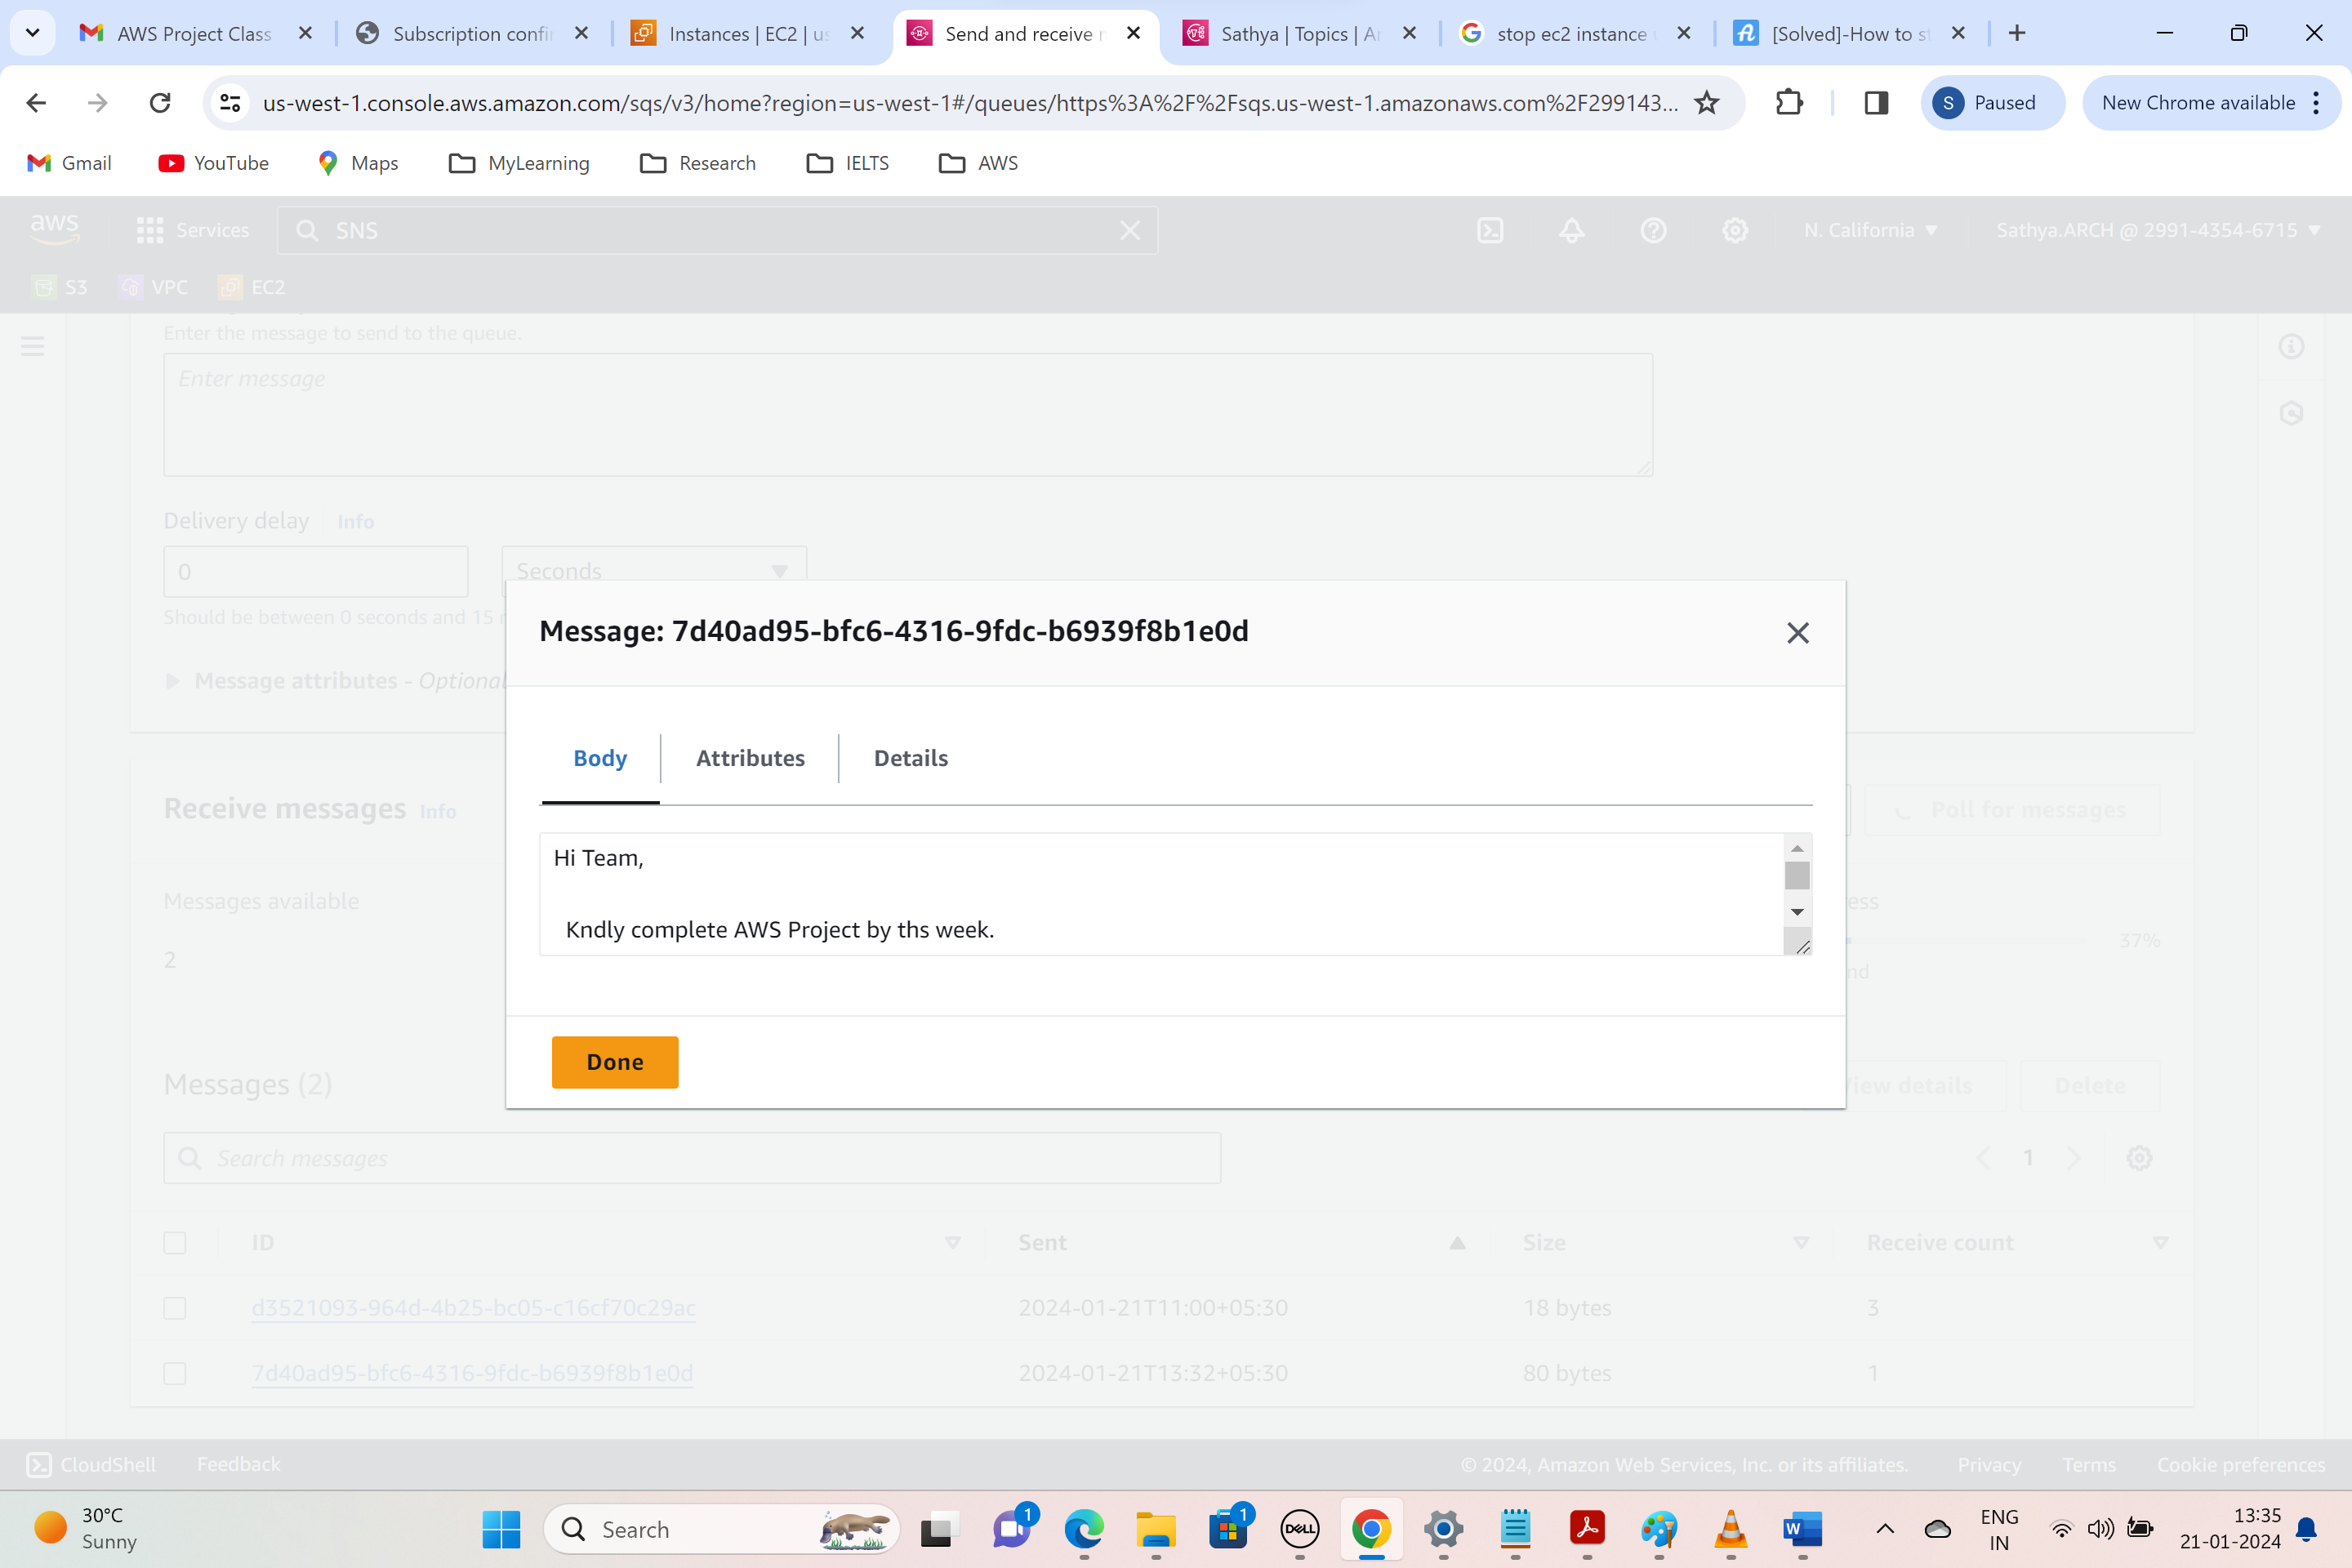 AWS Project Class
Subscription confi
Instances | EC2 | us
Send and receive m
Sathya | Topics | Am
stop ec2 instance
[Solved]-How to st
us-west-1.console.aws.amazon.com/sqs/v3/home?region=us-west-1#/queues/https%3A%2F%2Fsqs.us-west-1.amazonaws.com%2F299143...
S Paused
New Chrome available
Gmail
YouTube
Maps
MyLearning
Research
IELTS
AWS
aws
Services
SNS
N. California
Sathya.ARCH @ 2991-4354-6715
S3
VPC
EC2
Enter the message to send to the queue.
Enter message
Delivery delay
Info
0
Seconds
Should be between 0 seconds and 15
Message attributes - Optional
Message: 7d40ad95-bfc6-4316-9fdc-b6939f8b1e0d
Body
Attributes
Details
Hi Team,
Kndly complete AWS Project by ths week.
Done
Receive messages
Info
Poll for messages
Messages available
2
ess
37%
nd
Messages (2)
View details
Delete
Search messages
1
ID
Sent
Size
Receive count
d3521093-964d-4b25-bc05-c16cf70c29ac
2024-01-21T11:00+05:30
18 bytes
3
7d40ad95-bfc6-4316-9fdc-b6939f8b1e0d
2024-01-21T13:32+05:30
80 bytes
1
CloudShell
Feedback
© 2024, Amazon Web Services, Inc. or its affiliates.
Privacy
Terms
Cookie preferences
30°C
Sunny
Search
1
1
DELL
W
ENG
IN
13:35
21-01-2024